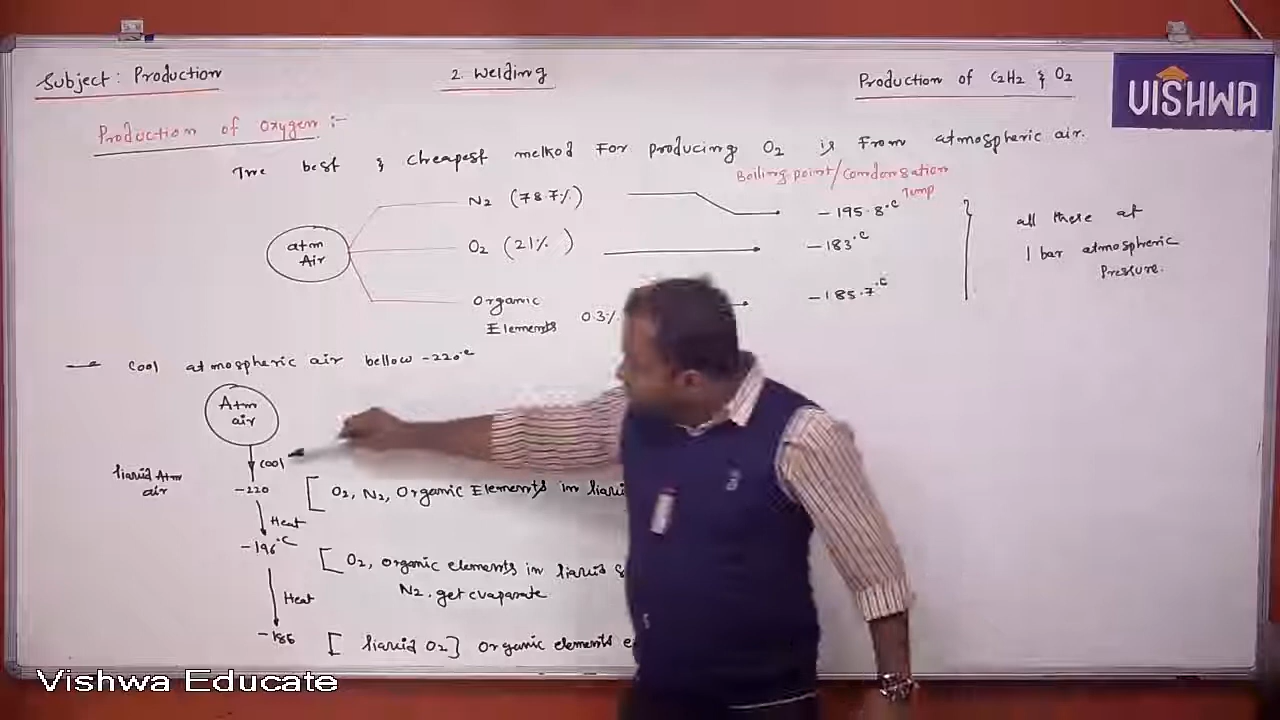 Subject: Production
2. Welding
Production of C2H2 & O2
VISHWA
Production of Oxygen :-
The best & cheapest method For producing O2 is From atmospheric air.
Boiling point/Condensation
Temp
atm
Air
N2 (78.7%)
-195.8°C
O2 (21%)
-183°C
Organic
Elements 0.3%
-185.7°C
all these at
1 bar atmospheric
Pressure.
Cool atmospheric air bellow -220°C
Atm
air
Cool
liquid Atm
air
-220
[ O2, N2, Organic Elements in
Heat
-196°C
[ O2, organic elements in liquid &
N2. get evaparate
Heat
-185
[ liquid O2] Organic elements
Vishwa Educate